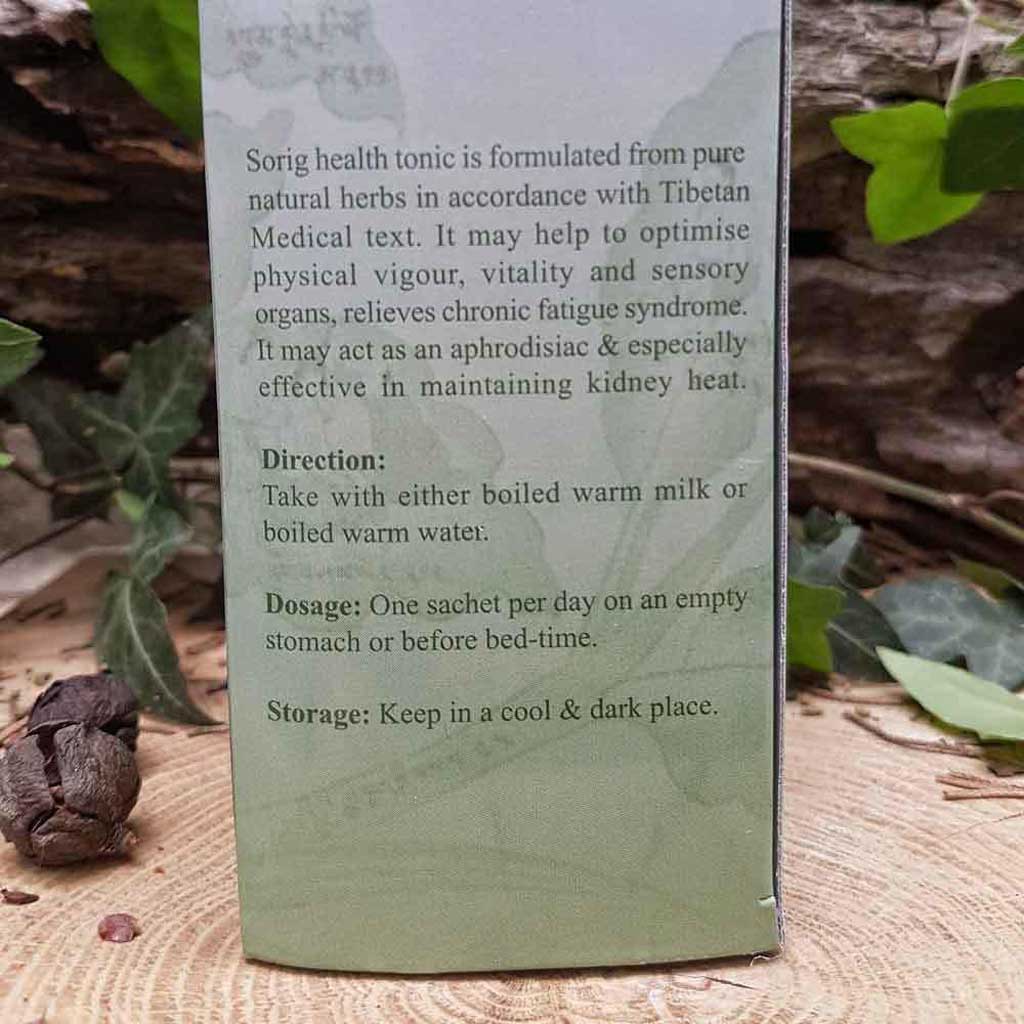 Sorig health tonic is formulated from pure
natural herbs in accordance with Tibetan
Medical text. It may help to optimise
physical vigour, vitality and sensory
organs, relieves chronic fatigue syndrome.
It may act as an aphrodisiac & especially
effective in maintaining kidney heat.
Direction:
Take with either boiled warm milk or
boiled warm water.
Dosage: One sachet per day on an empty
stomach or before bed-time.
Storage: Keep in a cool & dark place.